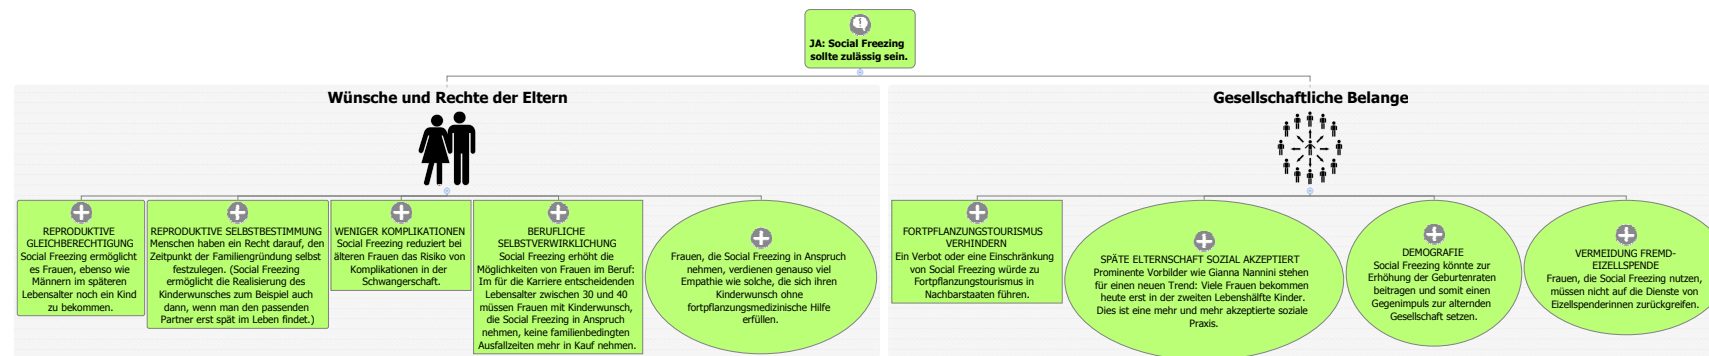 JA: Social Freezing
sollte zulässig sein.
Wünsche und Rechte der Eltern
REPRODUKTIVE
GLEICHBERECHTIGUNG
Social Freezing ermöglicht
es Frauen, ebenso wie
Männern im späteren
Lebensalter noch ein Kind
zu bekommen.
REPRODUKTIVE SELBSTBESTIMMUNG
Menschen haben ein Recht darauf, den
Zeitpunkt der Familiengründung selbst
festzulegen. (Social Freezing
ermöglicht die Realisierung des
Kinderwunsches zum Beispiel auch
dann, wenn man den passenden
Partner erst spät im Leben findet.)
WENIGER KOMPLIKATIONEN
Social Freezing reduziert bei
älteren Frauen das Risiko von
Komplikationen in der
Schwangerschaft.
BERUFLICHE
SELBSTVERWIRKLICHUNG
Social Freezing erhöht die
Möglichkeiten von Frauen im Beruf:
Im für die Karriere entscheidenden
Lebensalter zwischen 30 und 40
müssen Frauen mit Kinderwunsch,
die Social Freezing in Anspruch
nehmen, keine familienbedingten
Ausfallzeiten mehr in Kauf nehmen.
Frauen, die Social Freezing in Anspruch
nehmen, verdienen genauso viel
Empathie wie solche, die sich ihren
Kinderwunsch ohne
fortpflanzungsmedizinische Hilfe
erfüllen.
Gesellschaftliche Belange
FORTPFLANZUNGSTOURISMUS
VERHINDERN
Ein Verbot oder eine Einschränkung
von Social Freezing würde zu
Fortpflanzungstourismus in
Nachbarstaaten führen.
SPÄTE ELTERNSCHAFT SOZIAL AKZEPTIERT
Prominente Vorbilder wie Gianna Nannini stehen
für einen neuen Trend: Viele Frauen bekommen
heute erst in der zweiten Lebenshälfte Kinder.
Dies ist eine mehr und mehr akzeptierte soziale
Praxis.
DEMOGRAFIE
Social Freezing könnte zur
Erhöhung der Geburtenraten
beitragen und somit einen
Gegenimpuls zur alternden
Gesellschaft setzen.
VERMEIDUNG FREMD-
EIZELLSPENDE
Frauen, die Social Freezing nutzen,
müssen nicht auf die Dienste von
Eizellspenderinnen zurückgreifen.